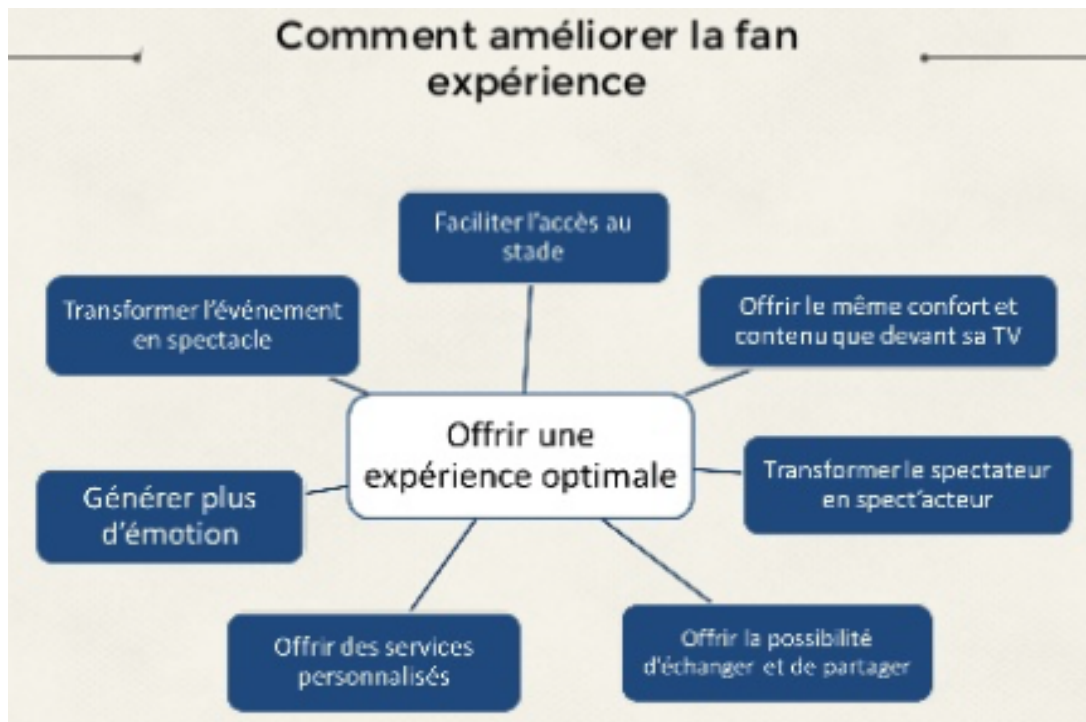 Comment améliorer la fan
expérience
Faciliter l'accès au
stade
Transformer l'événement
en spectacle
Offrir le même confort et
contenu que devant sa TV
Offrir une
expérience optimale
Générer plus
d'émotion
Transformer le spectateur
en spect'acteur
Offrir des services
personnalisés
Offrir la possibilité
d'échanger et de partager